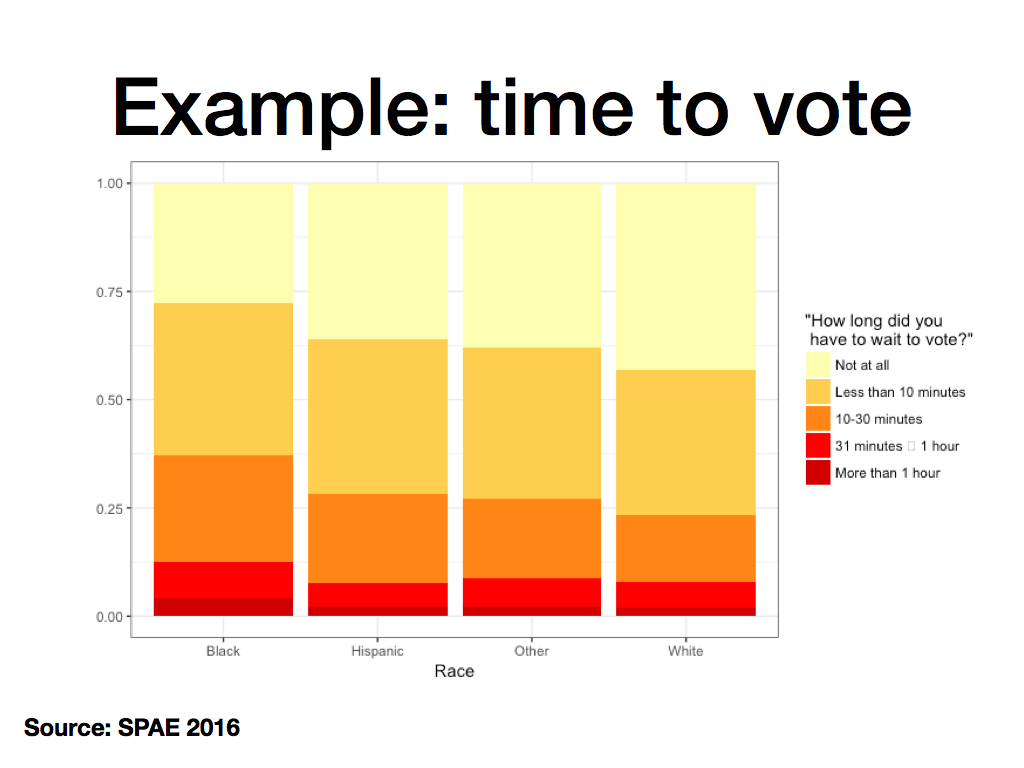 Example: time to vote
1.00
0.75
0.50
0.25
0.00
Black Hispanic Other White
Race
"How long did you
have to wait to vote?"
Not at all
Less than 10 minutes
10-30 minutes
31 minutes □ 1 hour
More than 1 hour
Source: SPAE 2016